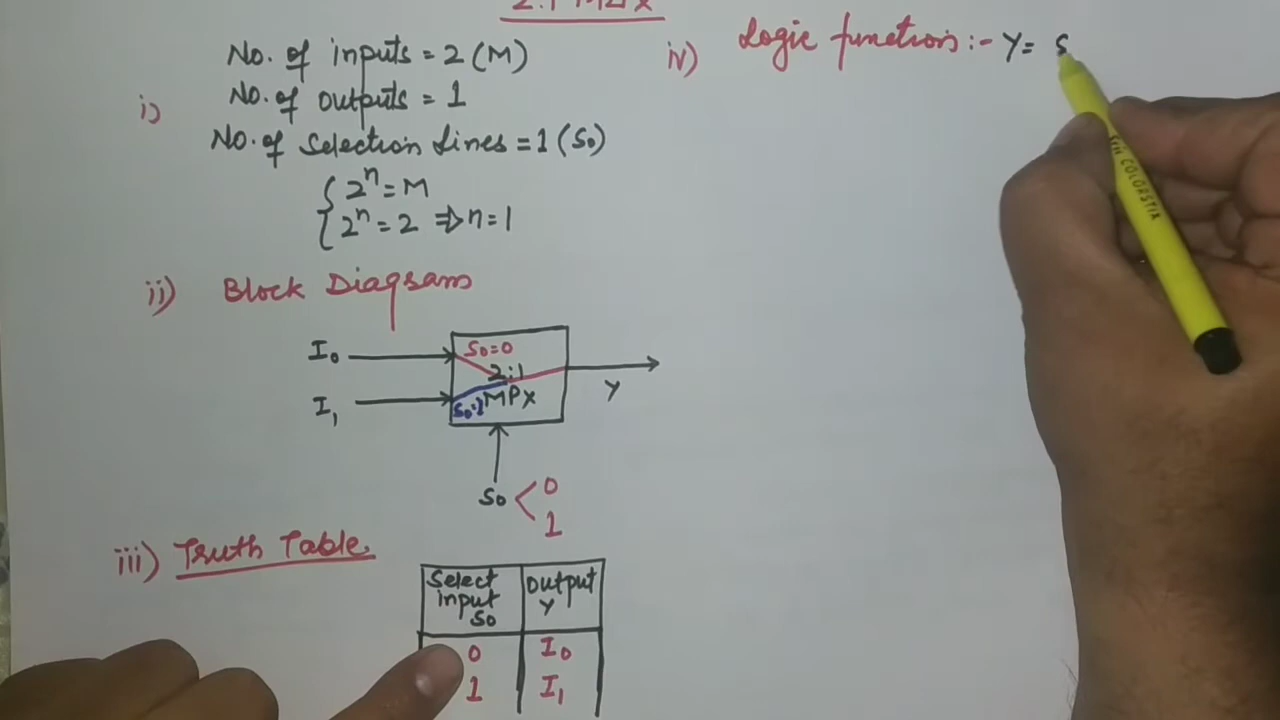 No. of inputs = 2 (M)
i) No. of outputs = 1
No. of Selection lines = 1 (S0)
2^n = M
2^n = 2 ⇒ n = 1
ii) Block Diagram
I0
I1
S0=0
2:1
MPX
Y
S0
0
1
iii) Truth Table
Select input S0
Output Y
0 I0
1 I1
iv) Logic function :- Y = S